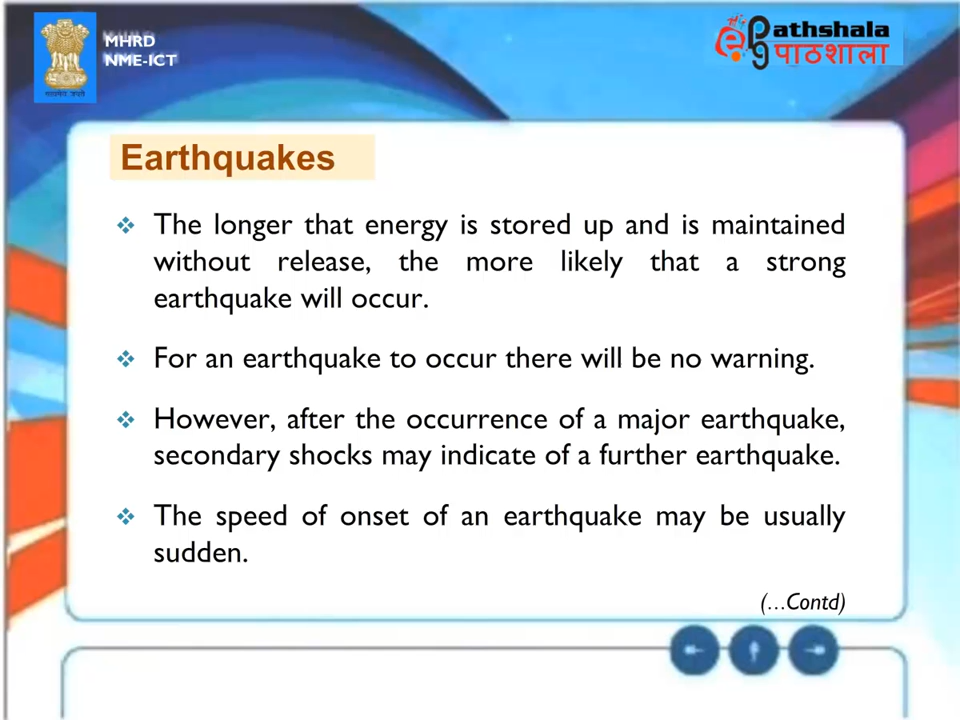 MHRD
NME-ICT
e
pg
athshala
पाठशाला
Earthquakes
The longer that energy is stored up and is maintained
without release, the more likely that a strong
earthquake will occur.
For an earthquake to occur there will be no warning.
However, after the occurrence of a major earthquake,
secondary shocks may indicate of a further earthquake.
The speed of onset of an earthquake may be usually
sudden.
(...Contd)